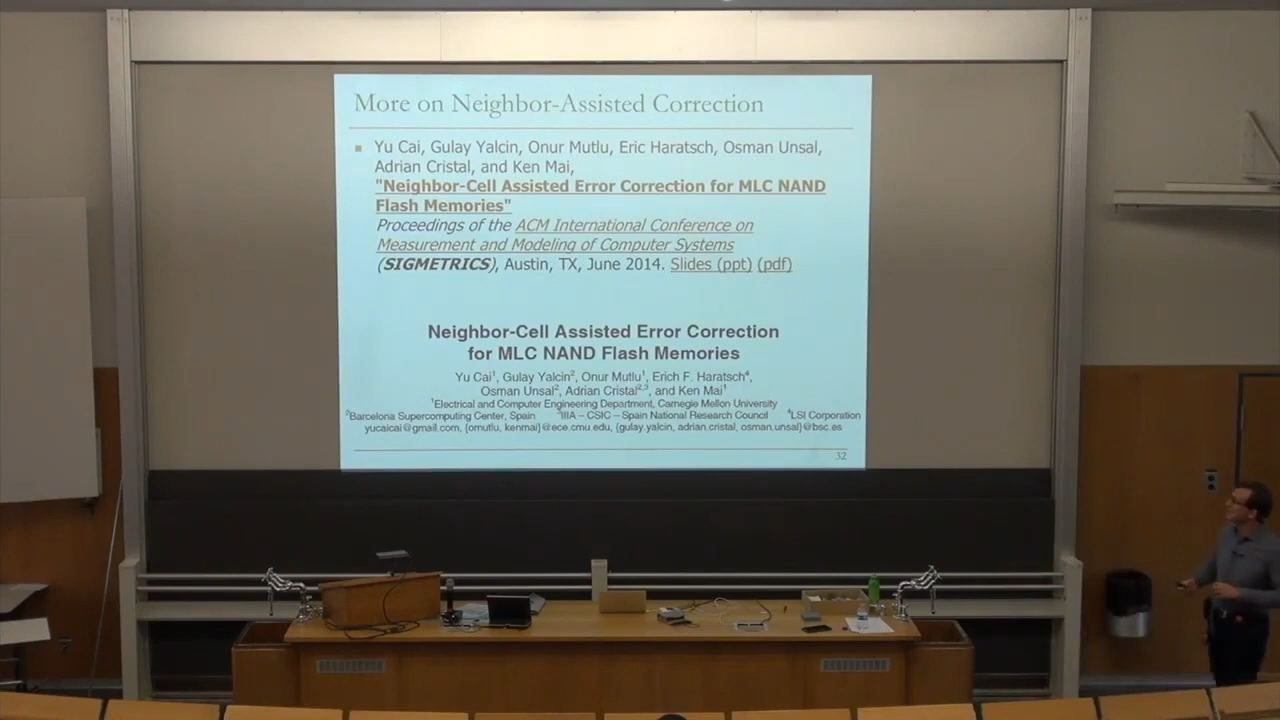 More on Neighbor-Assisted Correction
Yu Cai, Gulay Yalcin, Onur Mutlu, Eric Haratsch, Osman Unsal,
Adrian Cristal, and Ken Mai,
"Neighbor-Cell Assisted Error Correction for MLC NAND
Flash Memories"
Proceedings of the ACM International Conference on
Measurement and Modeling of Computer Systems
(SIGMETRICS), Austin, TX, June 2014. Slides (ppt) (pdf)
Neighbor-Cell Assisted Error Correction
for MLC NAND Flash Memories
Yu Cai¹, Gulay Yalcin², Onur Mutlu¹, Erich F. Haratsch⁴,
Osman Unsal², Adrian Cristal²,³, and Ken Mai¹
¹Electrical and Computer Engineering Department, Carnegie Mellon University
²Barcelona Supercomputing Center, Spain ³IIIA – CSIC – Spain National Research Council ⁴LSI Corporation
yucaicai@gmail.com, {omutlu, kenmai}@ece.cmu.edu, {gulay.yalcin, adrian.cristal, osman.unsal}@bsc.es
32